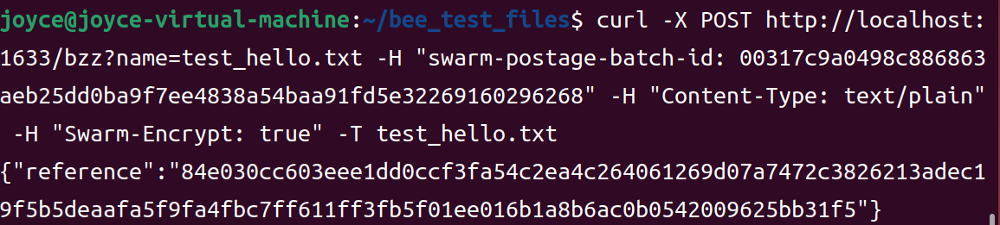 joyce@joyce-virtual-machine:~/bee_test_files$ curl -X POST http://localhost:
1633/bzz?name=test_hello.txt -H "swarm-postage-batch-id: 00317c9a0498c886863
aeb25dd0ba9f7ee4838a54baa91fd5e32269160296268" -H "Content-Type: text/plain"
 -H "Swarm-Encrypt: true" -T test_hello.txt
{"reference":"84e030cc603eee1dd0ccf3fa54c2ea4c264061269d07a7472c3826213adec1
9f5b5deaafa5f9fa4fbc7ff611ff3fb5f01ee016b1a8b6ac0b0542009625bb31f5"}